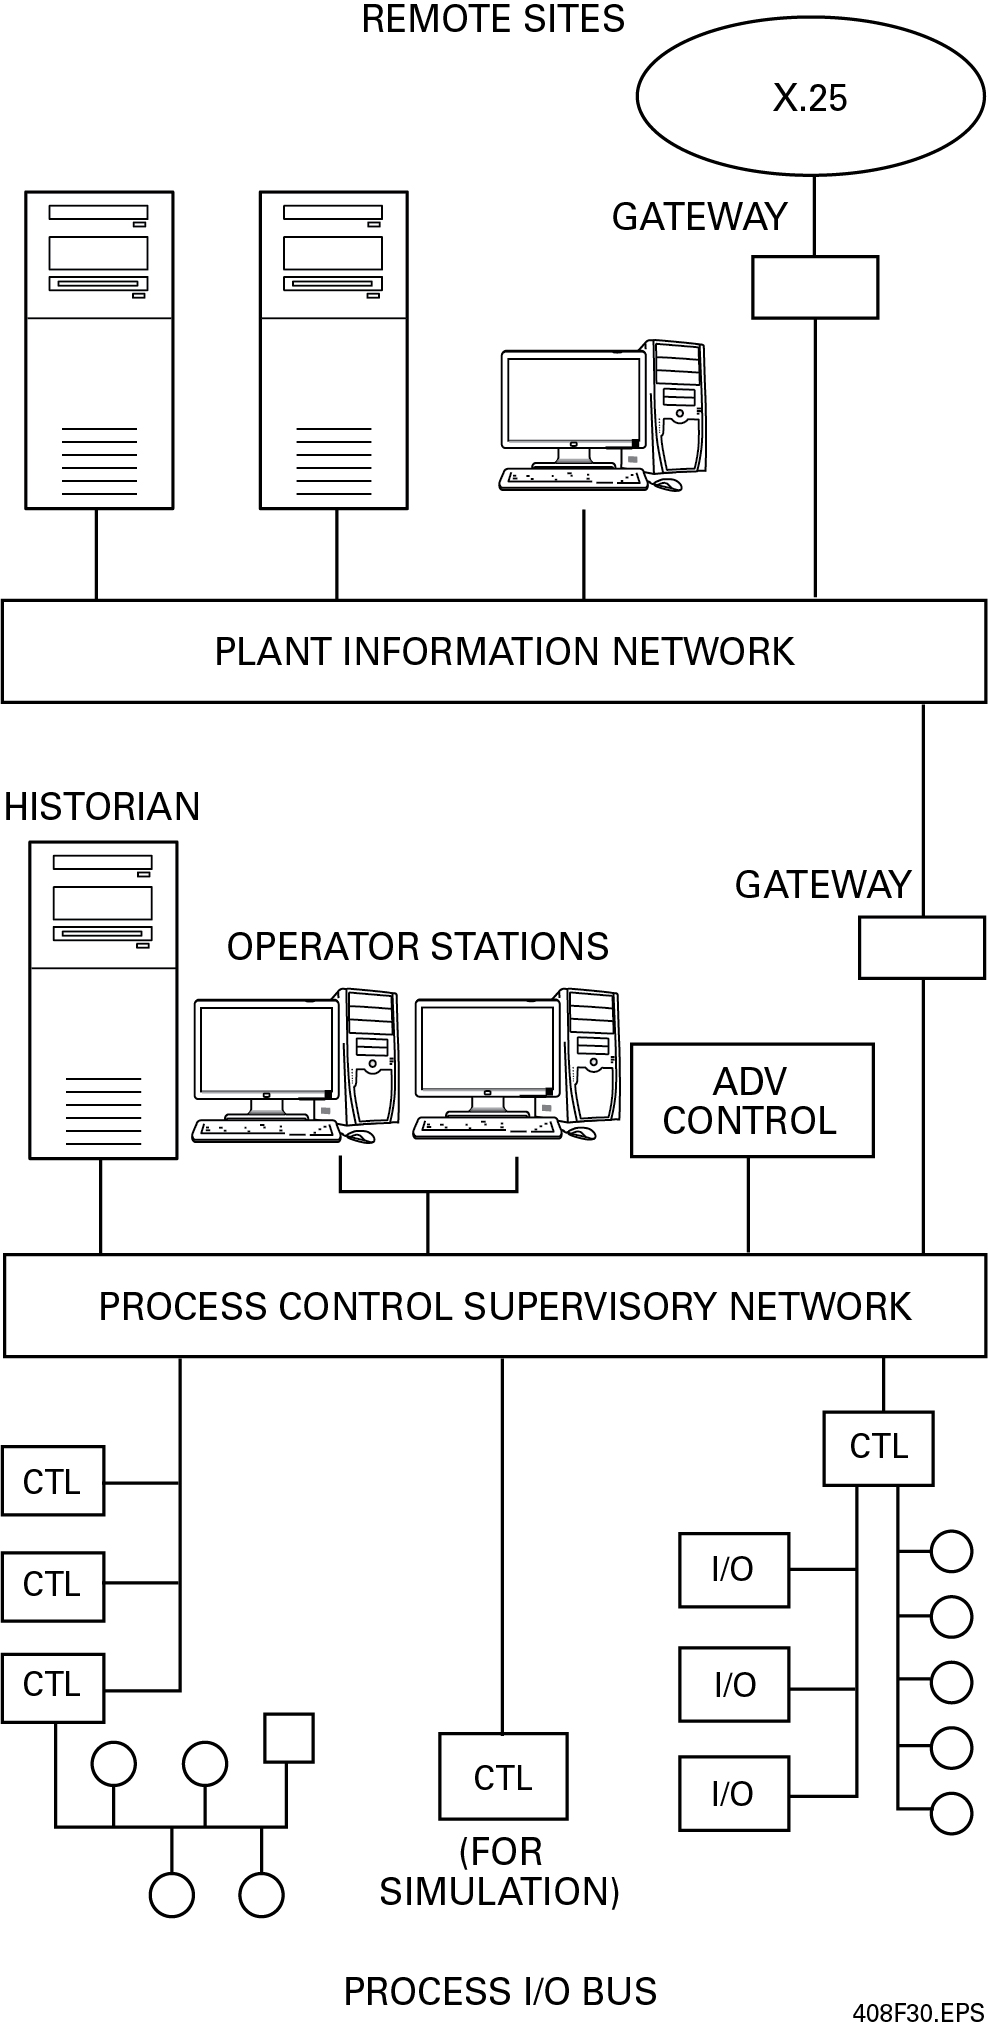 REMOTE SITES
X.25
GATEWAY
PLANT INFORMATION NETWORK
HISTORIAN
GATEWAY
OPERATOR STATIONS
ADV
CONTROL
PROCESS CONTROL SUPERVISORY NETWORK
CTL
CTL
CTL
CTL
(FOR
SIMULATION)
CTL
I/O
I/O
I/O
PROCESS I/O BUS
408F30.EPS